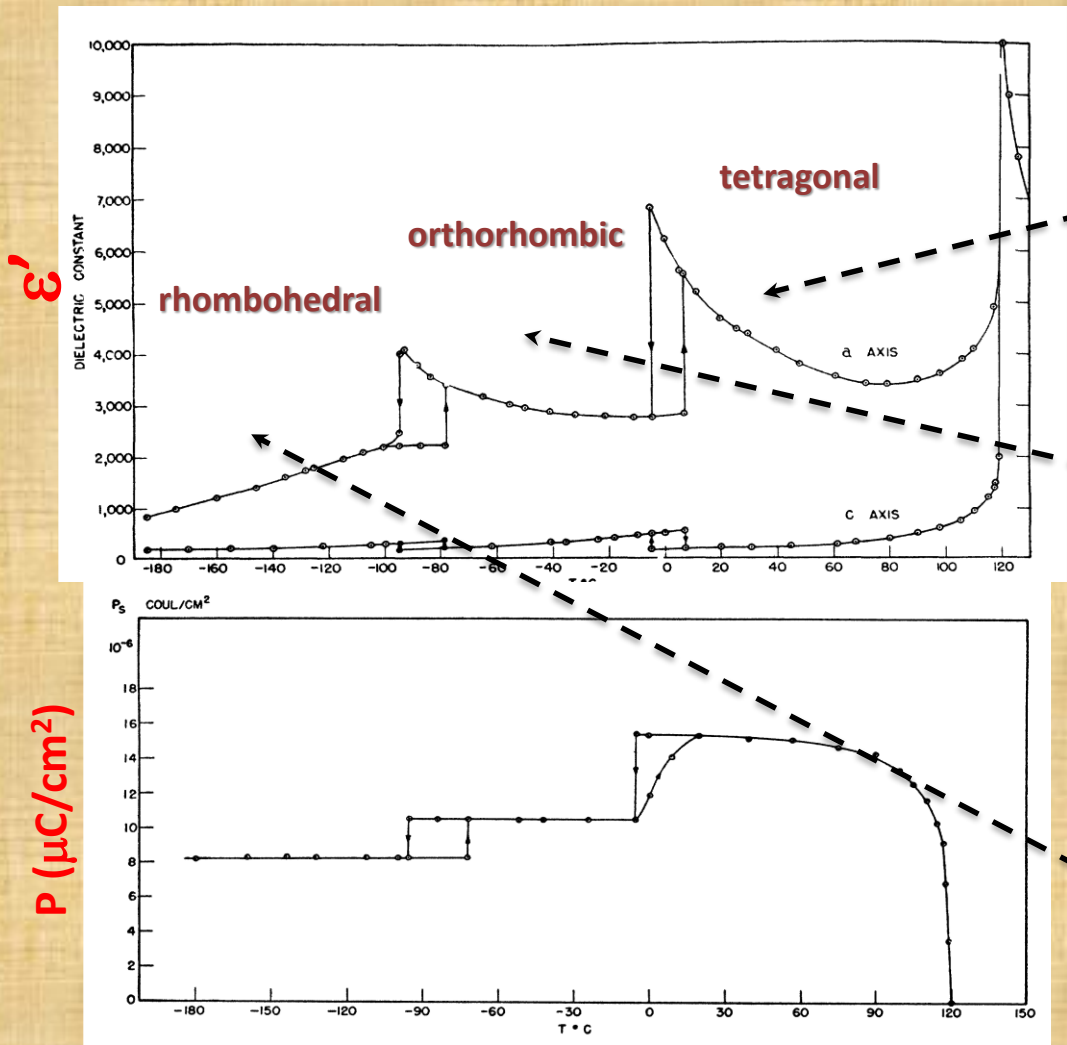 10,000
9,000
8,000
7,000
6,000
5,000
4,000
3,000
2,000
1,000
0
DIELECTRIC CONSTANT
ε′
tetragonal
orthorhombic
rhombohedral
a AXIS
C AXIS
-180 -160 -140 -120 -100 -80 -60 -40 -20 0 20 40 60 80 100 120
T °C
P_S COUL/CM²
10⁻⁶
18
16
14
12
10
8
6
4
2
0
P (μC/cm²)
-180 -150 -120 -90 -60 -30 0 30 60 90 120 150
T °C